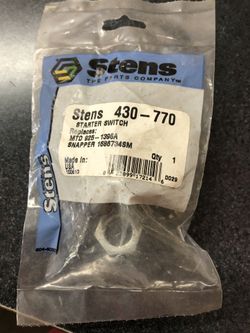 Stens
THE PARTS COMPANY
Stens 430-770
STARTER SWITCH
Replaces:
MTD 925-1396A
SNAPPER 1686734SM
Made In: Qty 1
USA
0029
Stens